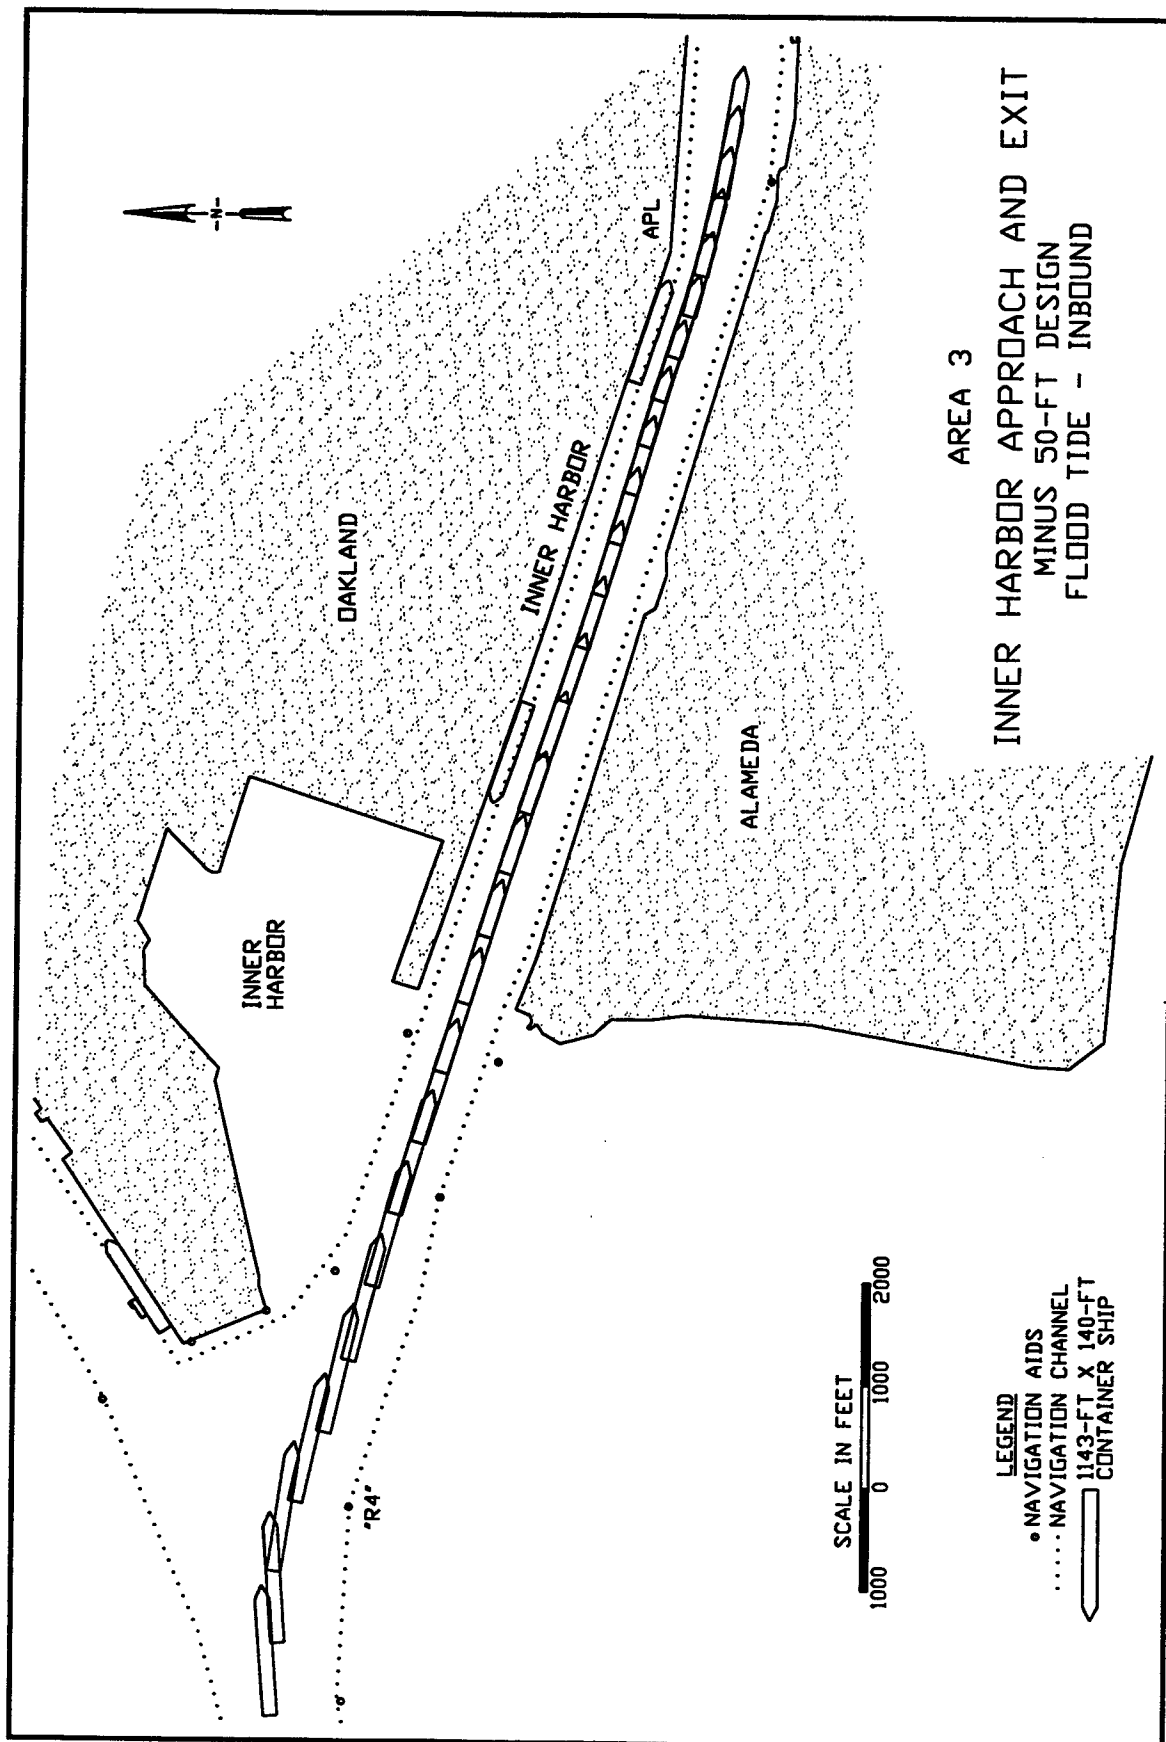 -N-
OAKLAND
INNER
HARBOR
INNER HARBOR
APL
ALAMEDA
"R4"
AREA 3
INNER HARBOR APPROACH AND EXIT
MINUS 50-FT DESIGN
FLOOD TIDE - INBOUND
SCALE IN FEET
1000 0 1000 2000
LEGEND
NAVIGATION AIDS
NAVIGATION CHANNEL
1143-FT X 140-FT
CONTAINER SHIP